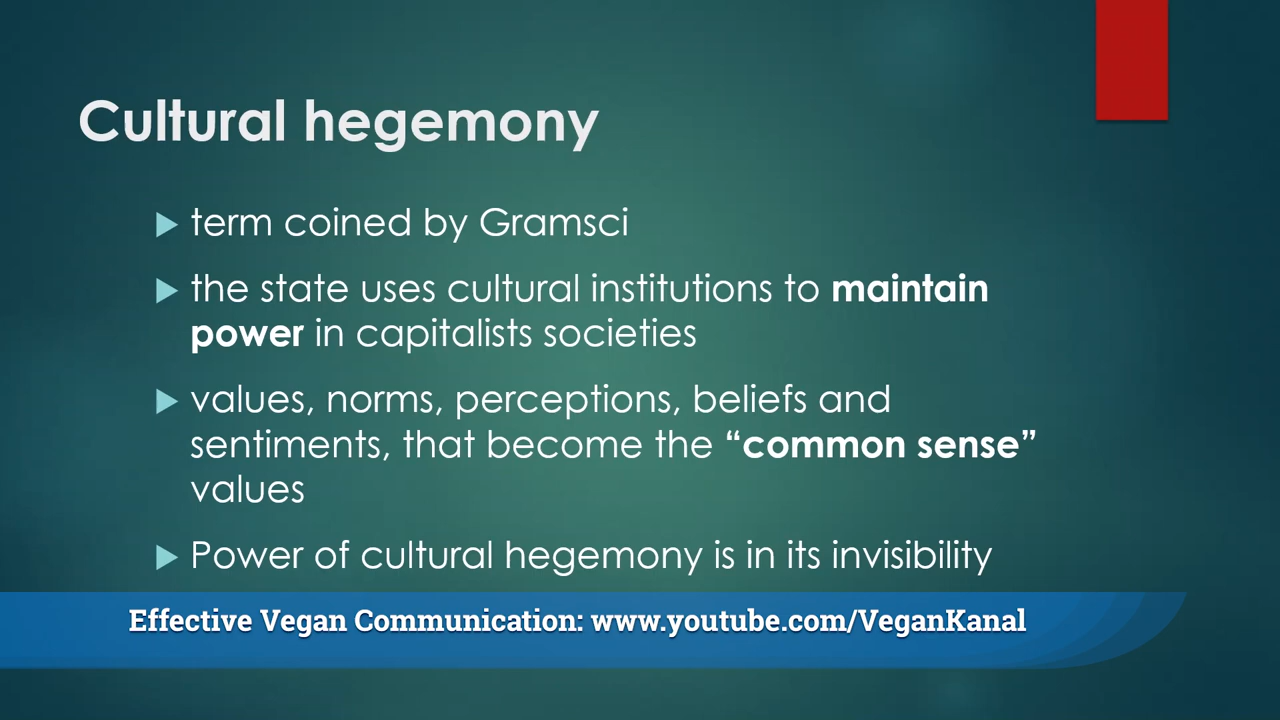 Cultural hegemony
term coined by Gramsci
the state uses cultural institutions to maintain
power in capitalists societies
values, norms, perceptions, beliefs and
sentiments, that become the “common sense”
values
Power of cultural hegemony is in its invisibility
Effective Vegan Communication: www.youtube.com/VeganKanal